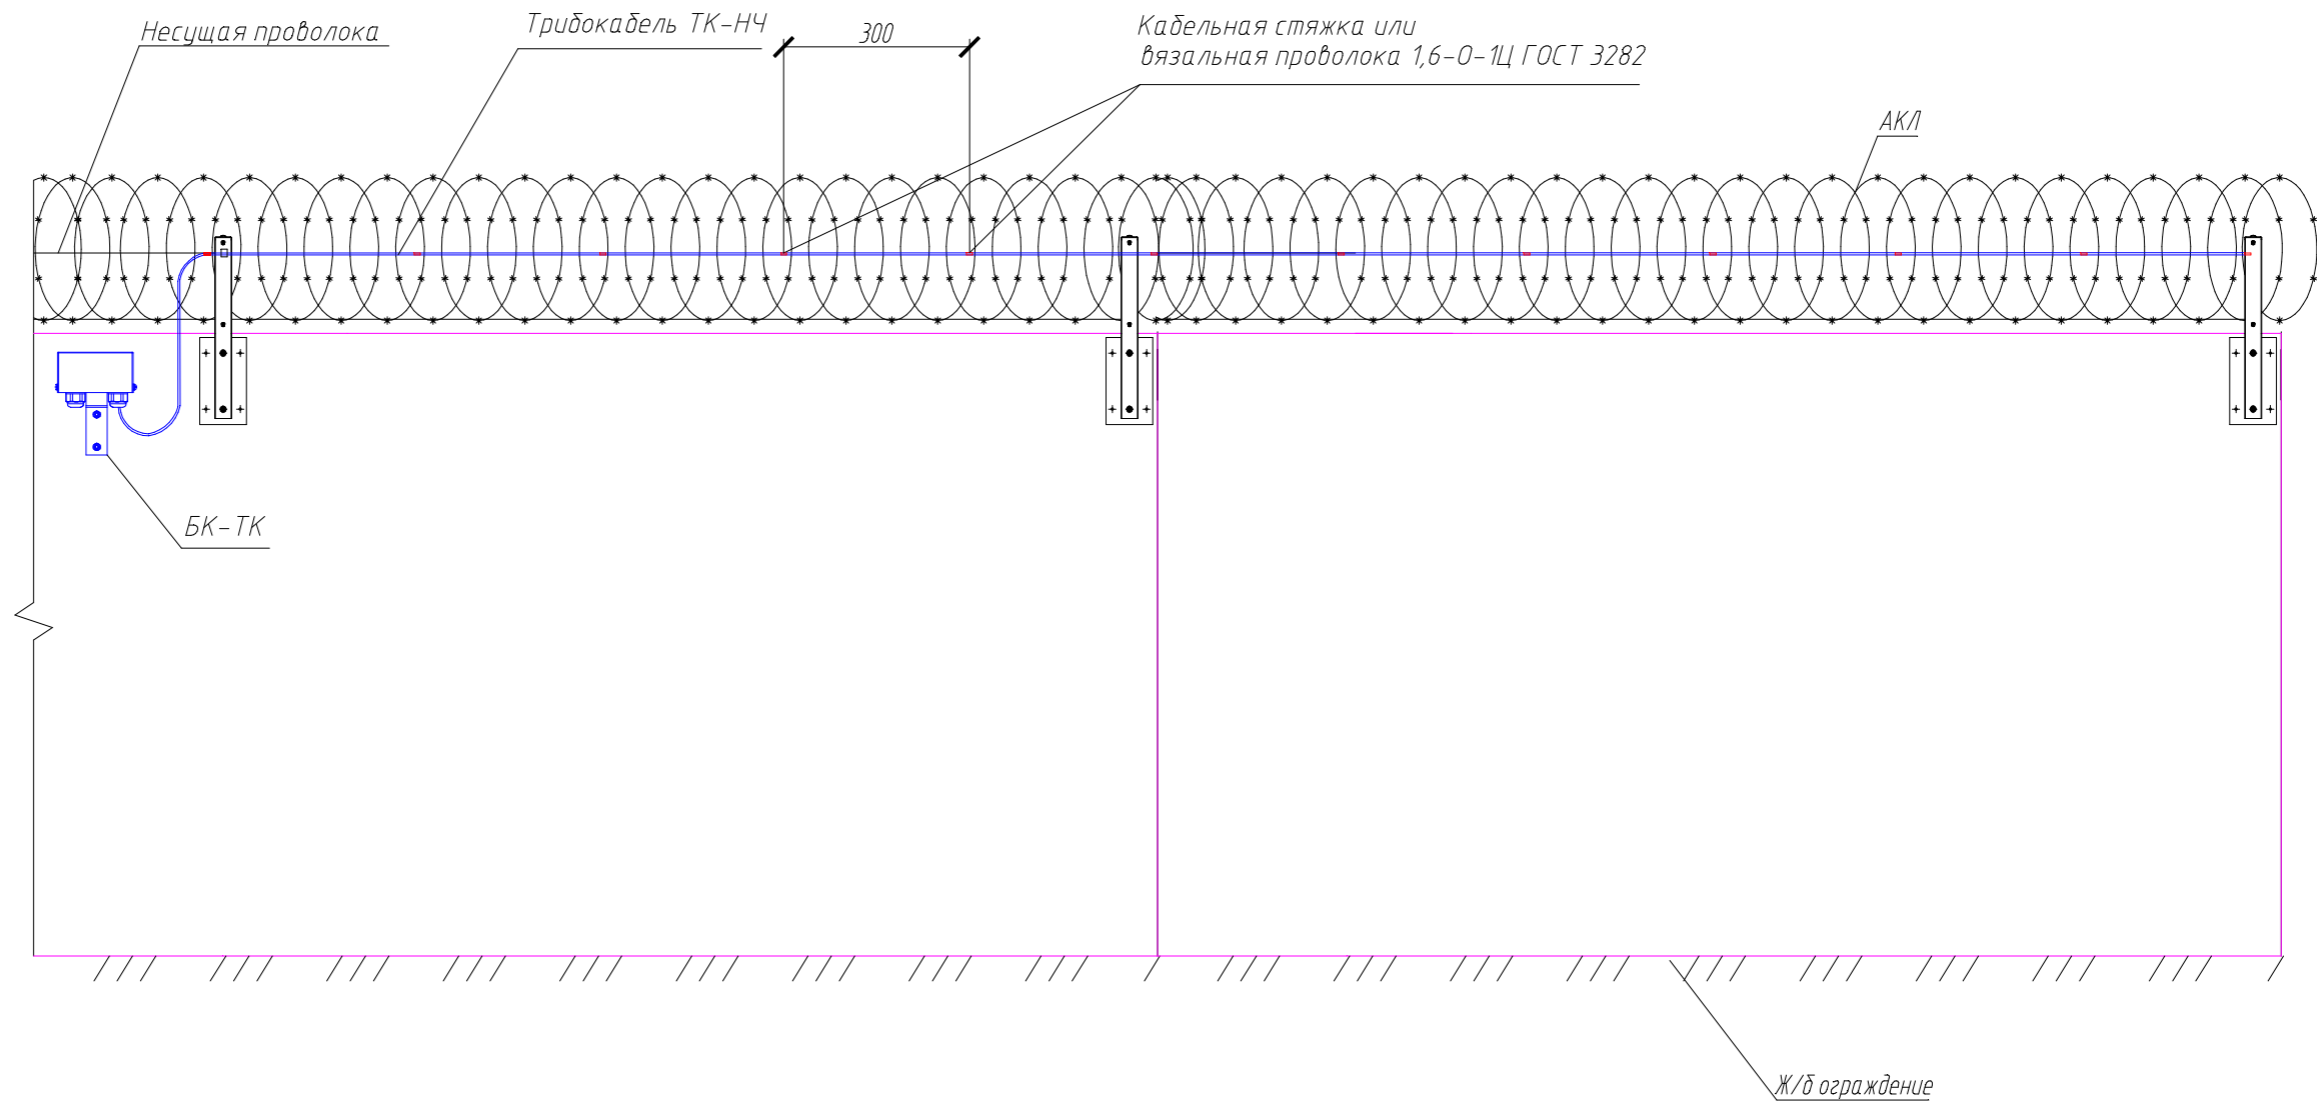 Несущая проволока
Трибокабель ТК-НЧ
300
Кабельная стяжка или
вязальная проволока 1,6-О-1Ц ГОСТ 3282
АКЛ
БК-ТК
Ж/б ограждение